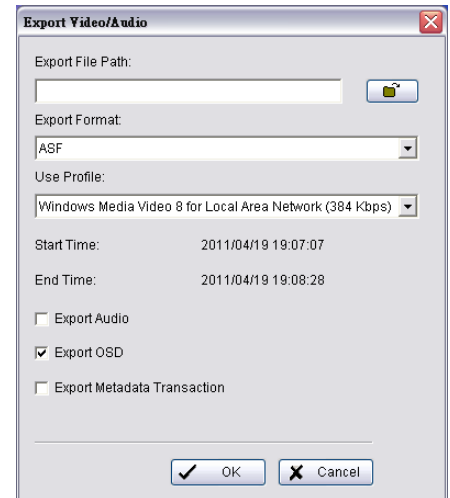 Export Video/Audio
Export File Path:
Export Format:
ASF
Use Profile:
Windows Media Video 8 for Local Area Network (384 Kbps)
Start Time: 2011/04/19 19:07:07
End Time: 2011/04/19 19:08:28
Export Audio
Export OSD
Export Metadata Transaction
OK Cancel